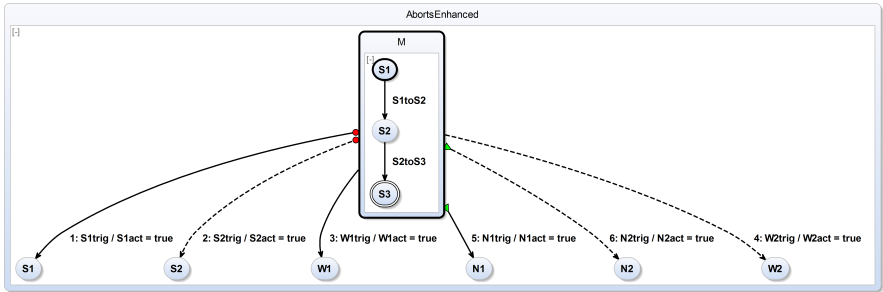 AbortsEnhanced
[-]
M
[-]
S1
S1toS2
S2
S2toS3
S3
1: S1trig / S1act = true
2: S2trig / S2act = true
3: W1trig / W1act = true
5: N1trig / N1act = true
6: N2trig / N2act = true
4: W2trig / W2act = true
S1
S2
W1
N1
N2
W2